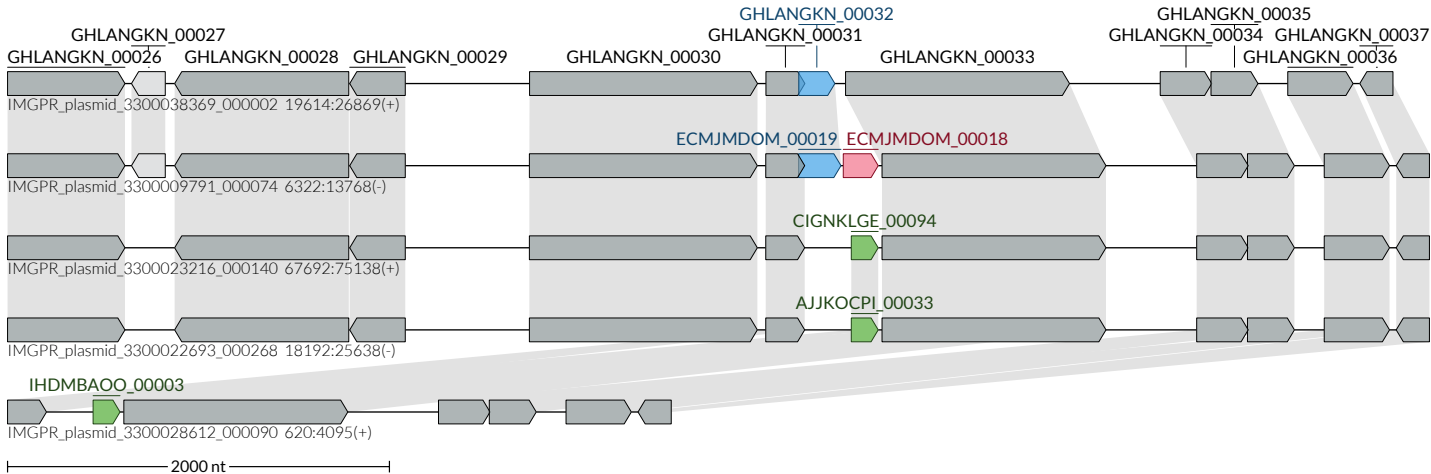 GHLANGKN_00032 GHLANGKN_00035
GHLANGKN_00027 GHLANGKN_00031 GHLANGKN_00034 GHLANGKN_00037
GHLANGKN_00026 GHLANGKN_00028 GHLANGKN_00029 GHLANGKN_00030 GHLANGKN_00033 GHLANGKN_00036
IMGPR_plasmid_3300038369_000002 19614:26869(+)
ECMJMDOM_00019 ECMJMDOM_00018
IMGPR_plasmid_3300009791_000074 6322:13768(-)
CIGNKLGE_00094
IMGPR_plasmid_3300023216_000140 67692:75138(+)
AJJKOCPI_00033
IMGPR_plasmid_3300022693_000268 18192:25638(-)
IHDMBAOO_00003
IMGPR_plasmid_3300028612_000090 620:4095(+)
2000 nt